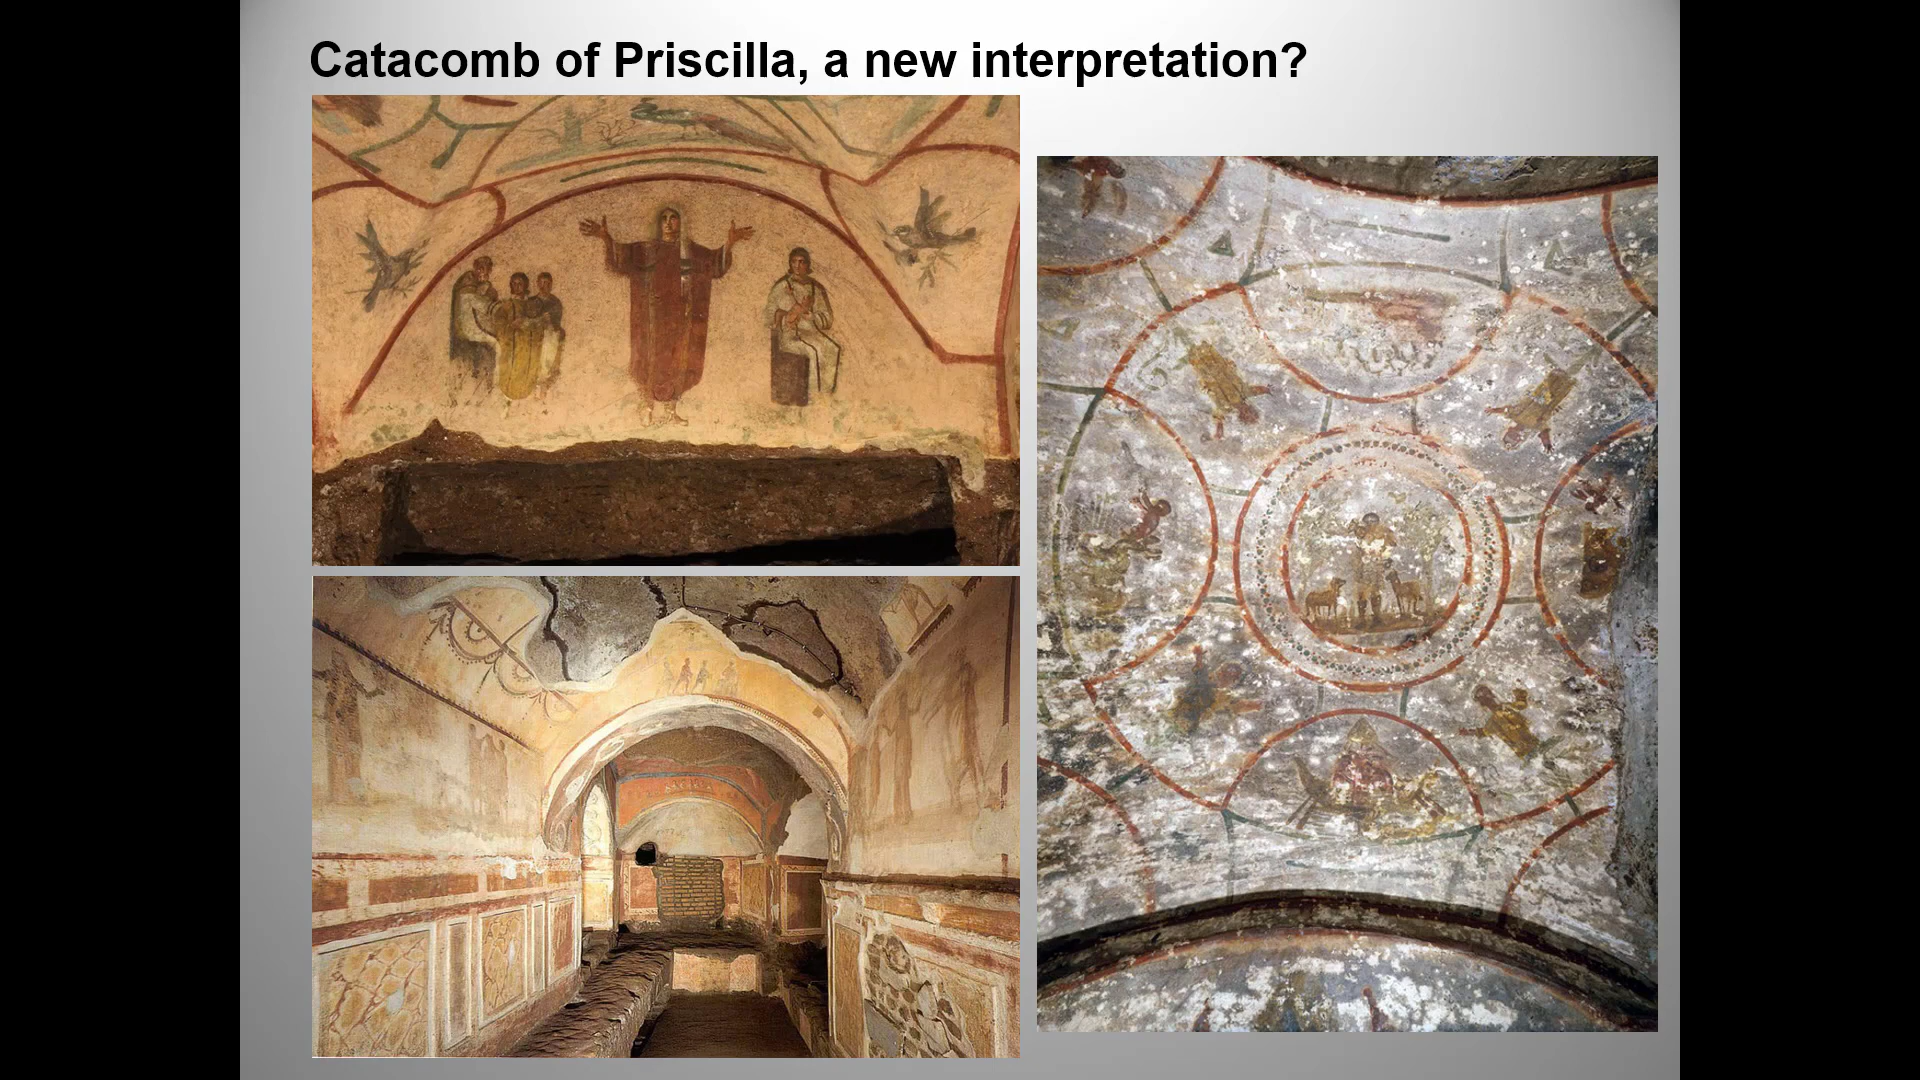 Catacomb of Priscilla, a new interpretation?